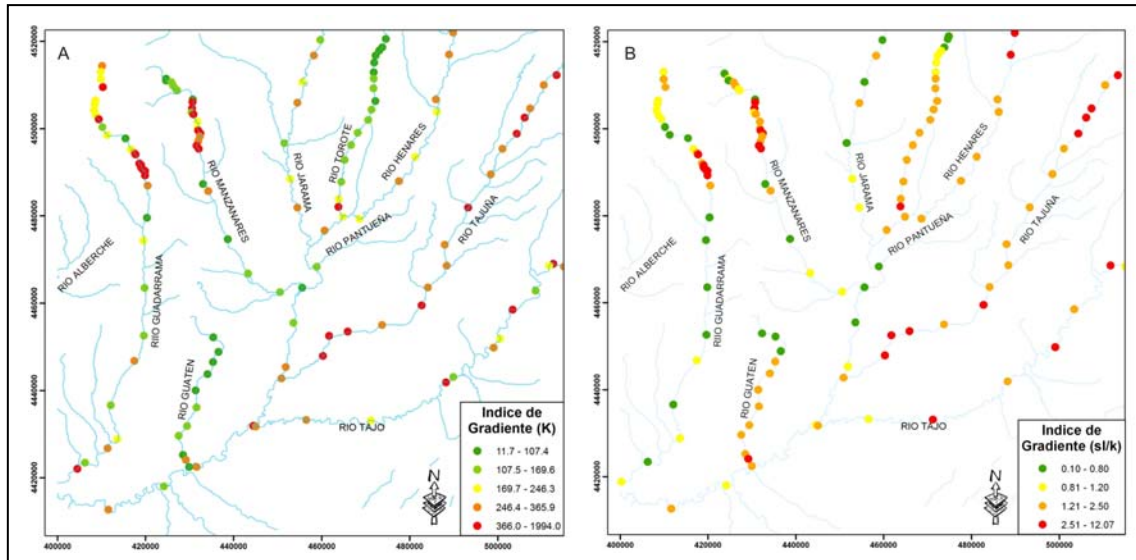 A
4520000
4500000
4480000
4460000
4440000
4420000
RIO ALBERCHE
RIIO GUADARRAMA
RIO MANZANARES
RIO GUATEN
RIO JARAMA
RIO TOROTE
RIO HENARES
RIO PANTUEÑA
RIO TAJUÑA
RIO TAJO
Indice de
Gradiente (K)
11.7 - 107.4
107.5 - 169.6
169.7 - 246.3
246.4 - 365.9
366.0 - 1994.0
N
400000 420000 440000 460000 480000 500000
B
4520000
4500000
4480000
4460000
4440000
4420000
RIO ALBERCHE
RIIO GUADARRAMA
RIO MANZANARES
RIO GUATEN
RIO JARAMA
RIO TOROTE
RIO HENARES
RIO PANTUEÑA
RIO TAJUÑA
RIO TAJO
Indice de
Gradiente (sl/k)
0.10 - 0.80
0.81 - 1.20
1.21 - 2.50
2.51 - 12.07
N
400000 420000 440000 460000 480000 500000